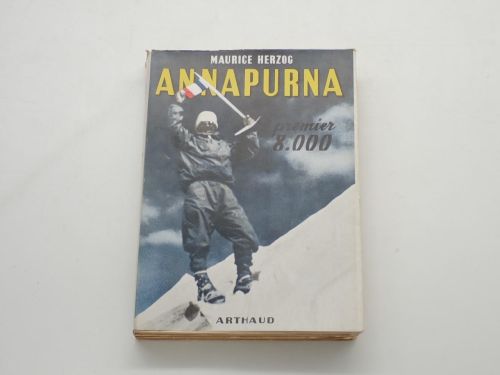 MAURICE HERZOG
ANNAPURNA
premier
8.000
ARTHAUD